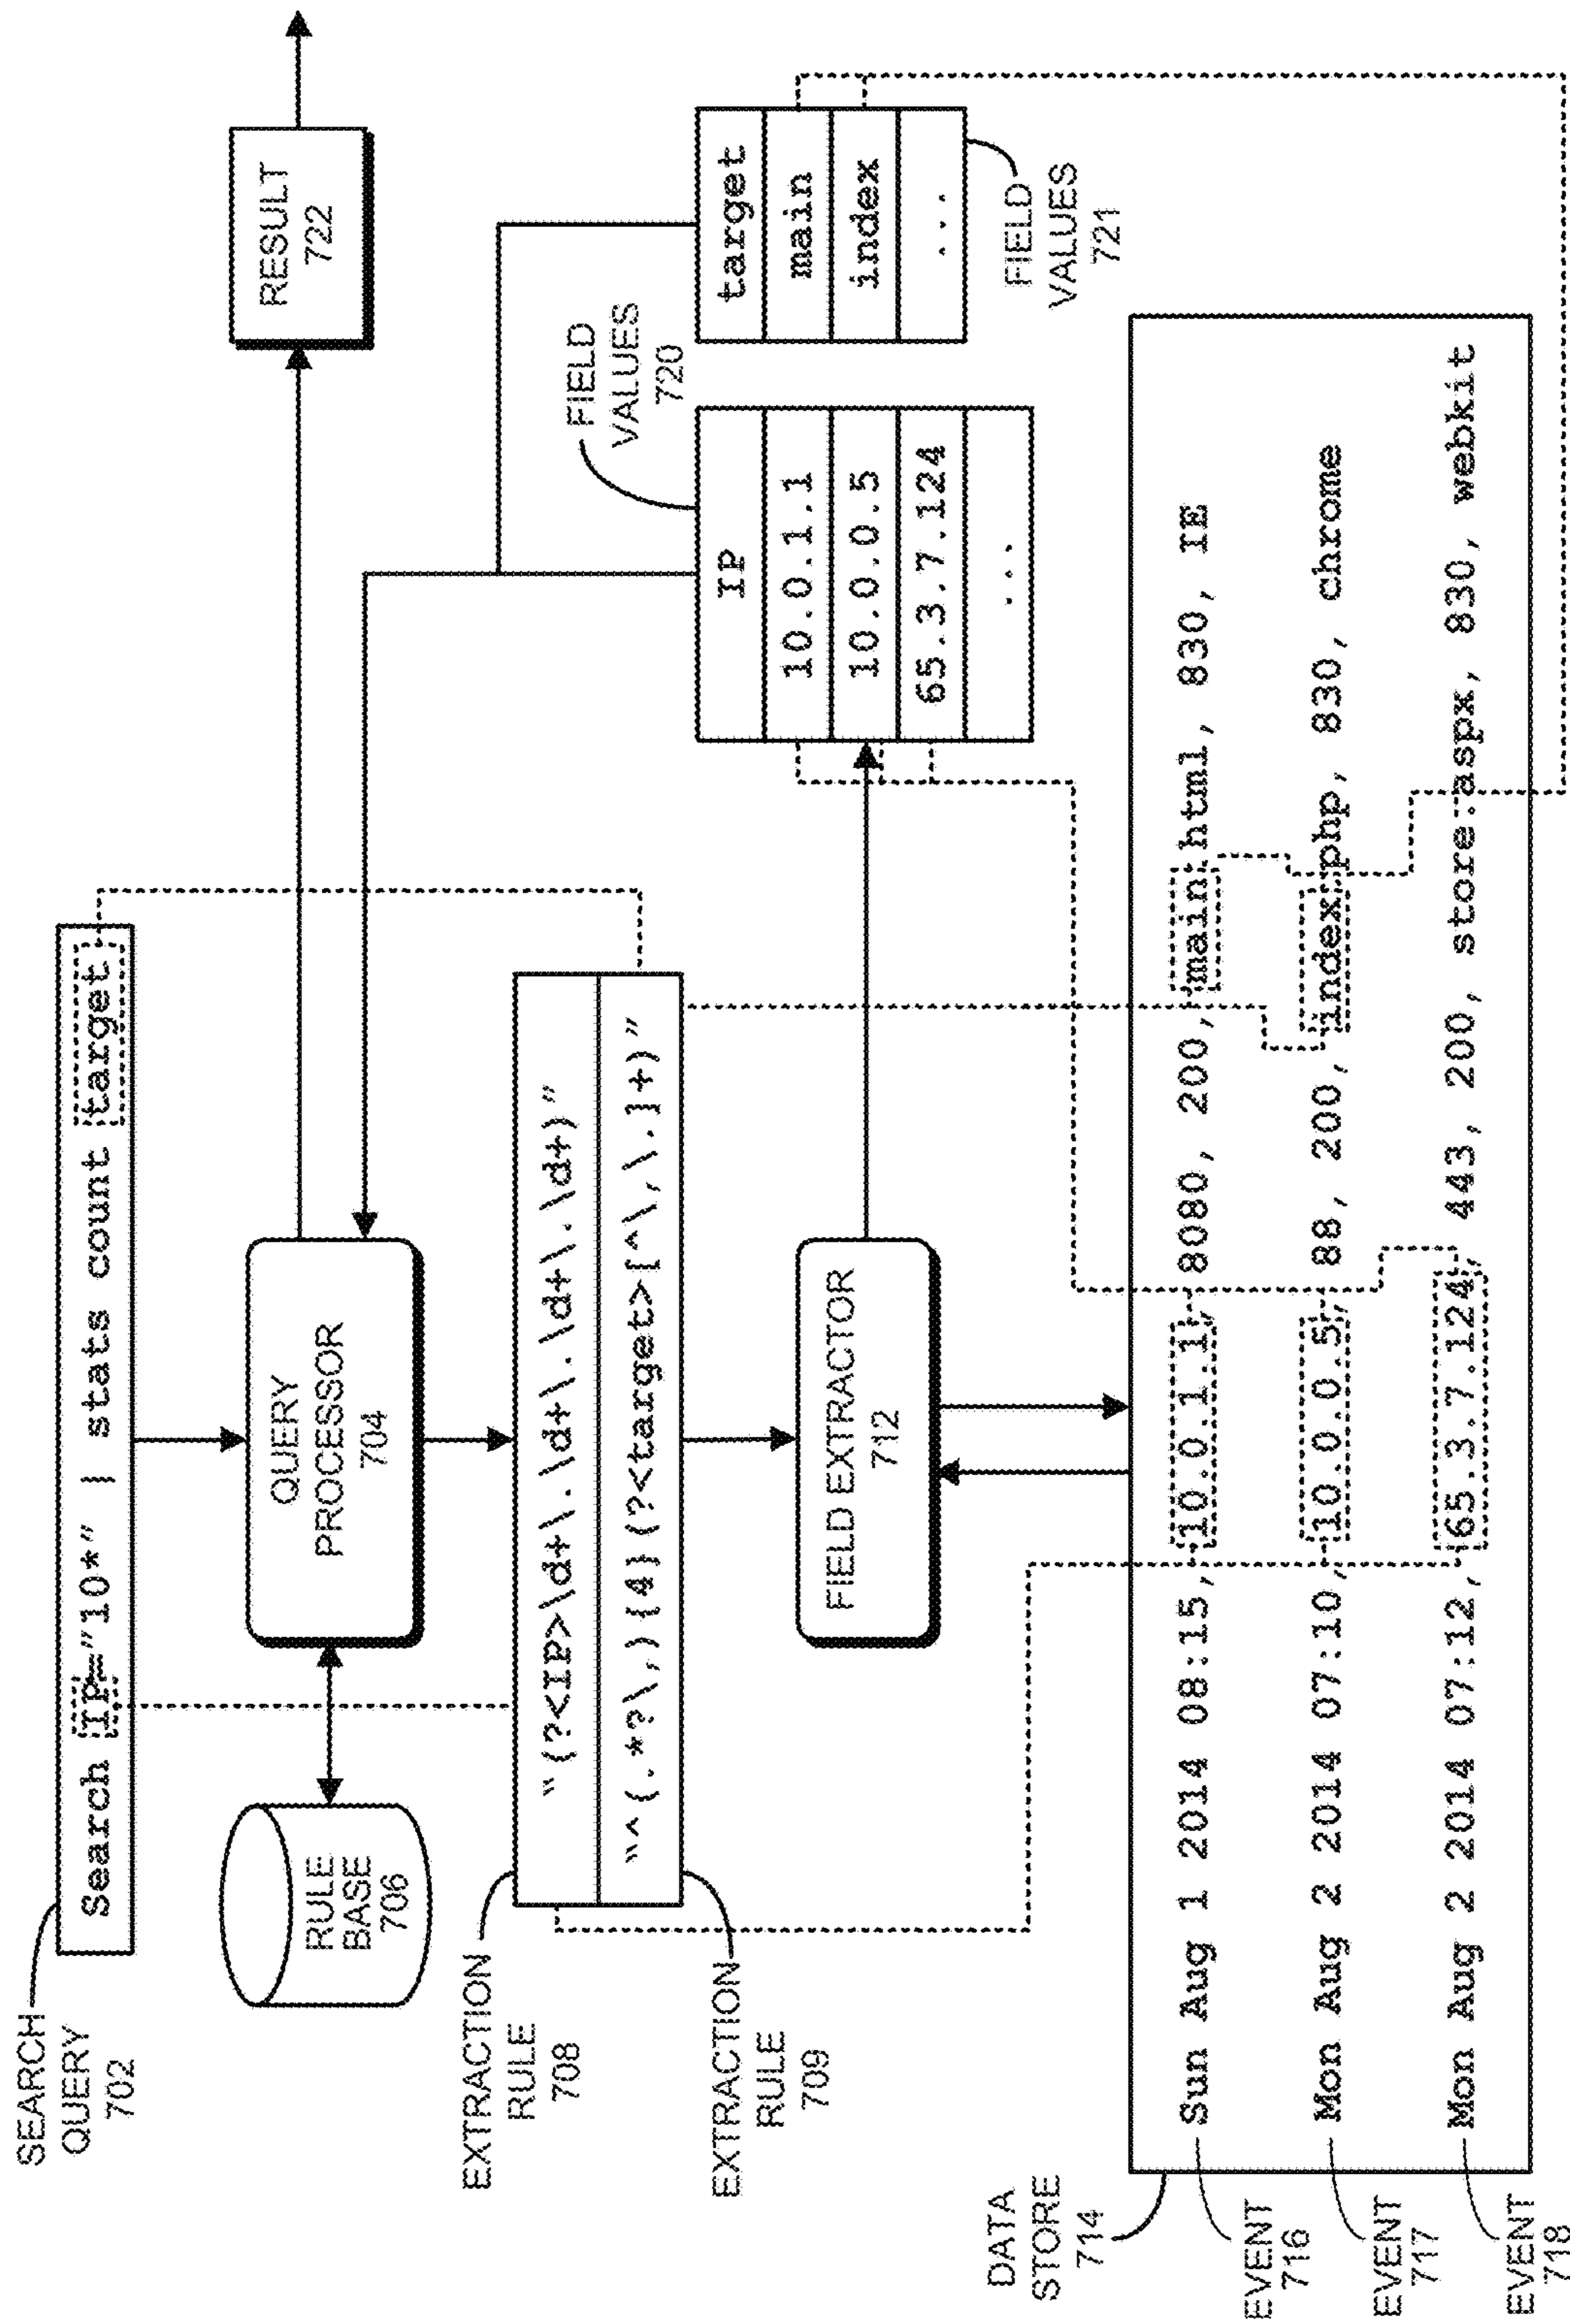 SEARCH
QUERY
702
Search IP="10*" | stats count target
RULE
BASE
706
QUERY
PROCESSOR
704
RESULT
722
EXTRACTION
RULE
708
"(?<IP>\d+\.\d+\.\d+\.\d+)"
"^(.*?\,){4}(?<target>[^\,\.]+)"
EXTRACTION
RULE
709
FIELD EXTRACTOR
712
FIELD
VALUES
720
IP
10.0.1.1
10.0.0.5
65.3.7.124
...
target
main
index
...
FIELD
VALUES
721
DATA
STORE
714
Sun Aug 1 2014 08:15, 10.0.1.1, 8080, 200, main.html, 830, IE
Mon Aug 2 2014 07:10, 10.0.0.5, 88, 200, index.php, 830, chrome
Mon Aug 2 2014 07:12, 65.3.7.124, 443, 200, store.aspx, 830, webkit
EVENT
716
EVENT
717
EVENT
718